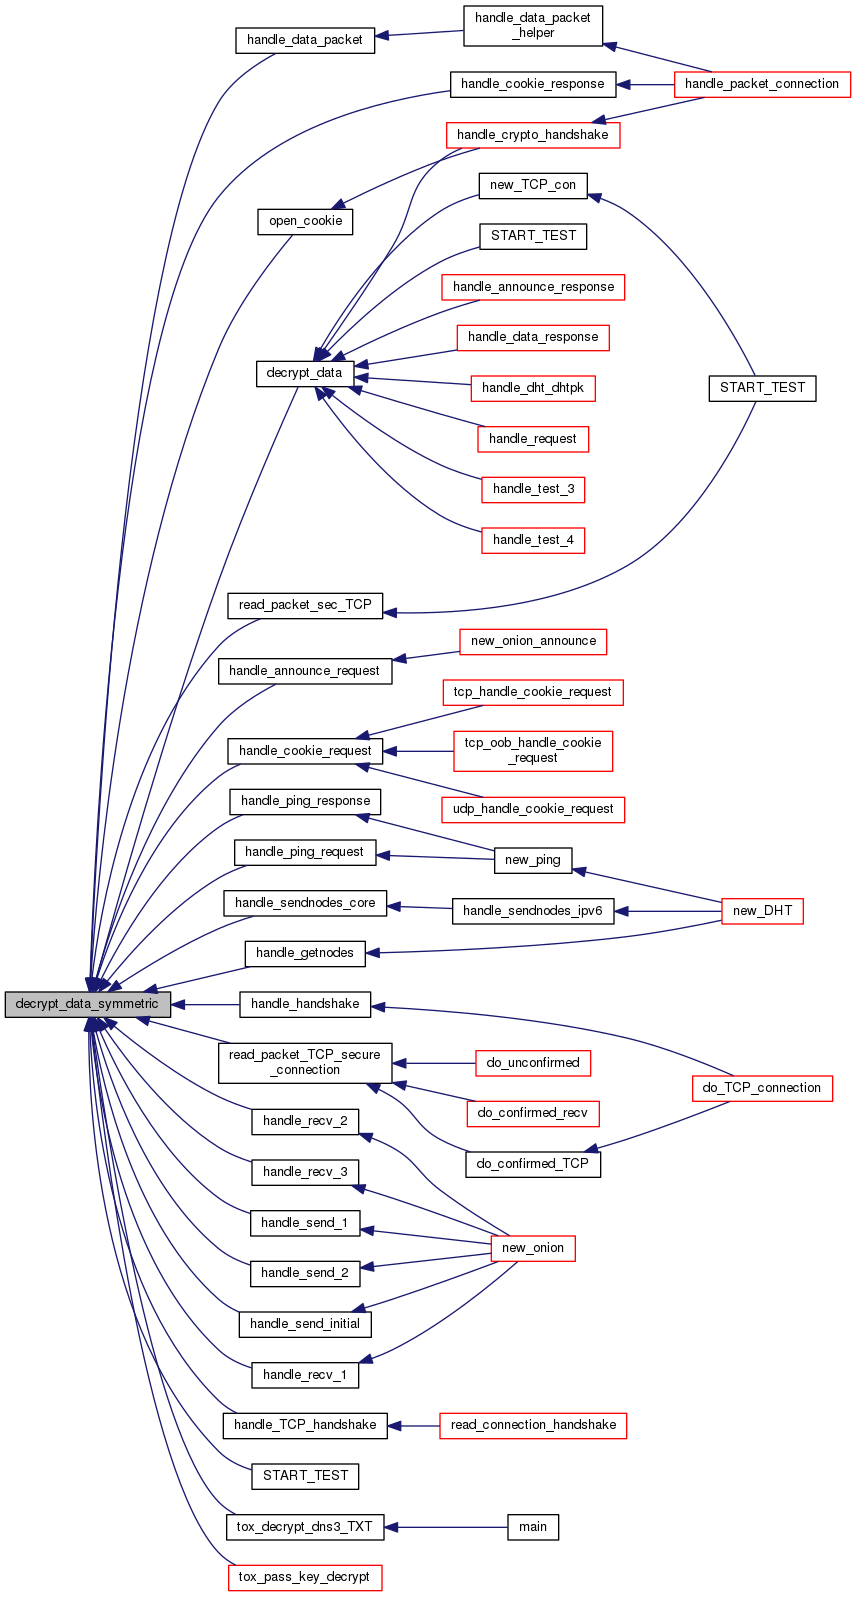 handle_data_packet
handle_data_packet
_helper
handle_cookie_response
handle_packet_connection
handle_crypto_handshake
new_TCP_con
open_cookie
START_TEST
handle_announce_response
handle_data_response
decrypt_data
handle_dht_dhtpk
START_TEST
handle_request
handle_test_3
handle_test_4
read_packet_sec_TCP
new_onion_announce
handle_announce_request
tcp_handle_cookie_request
handle_cookie_request
tcp_oob_handle_cookie
_request
handle_ping_response
udp_handle_cookie_request
handle_ping_request
new_ping
handle_sendnodes_core
handle_sendnodes_ipv6
new_DHT
handle_getnodes
decrypt_data_symmetric
handle_handshake
read_packet_TCP_secure
_connection
do_unconfirmed
do_TCP_connection
do_confirmed_recv
handle_recv_2
do_confirmed_TCP
handle_recv_3
handle_send_1
new_onion
handle_send_2
handle_send_initial
handle_recv_1
handle_TCP_handshake
read_connection_handshake
START_TEST
tox_decrypt_dns3_TXT
main
tox_pass_key_decrypt